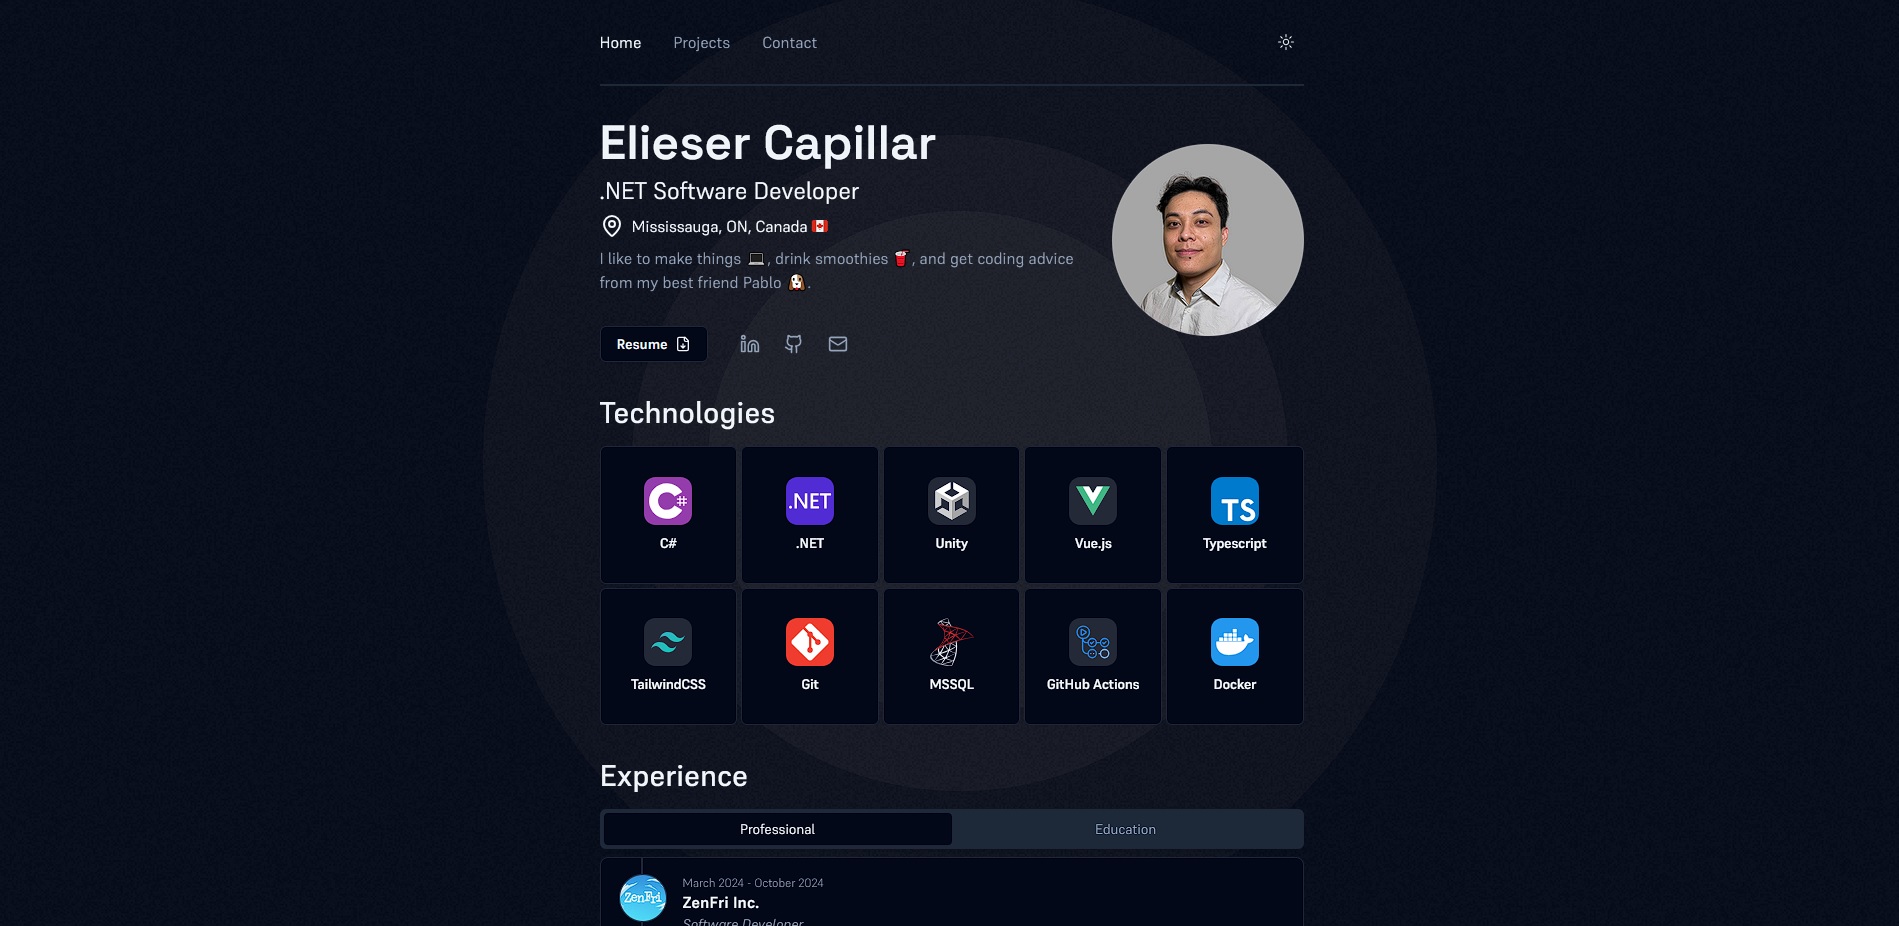 Home Projects Contact
Elieser Capillar
.NET Software Developer
Mississauga, ON, Canada 🇨🇦
I like to make things 💻, drink smoothies 🥤, and get coding advice
from my best friend Pablo 🐶.
Resume
Technologies
C#
.NET
TS
C# .NET Unity Vue.js Typescript
TailwindCSS Git MSSQL GitHub Actions Docker
Experience
Professional Education
March 2024 - October 2024
ZenFri
ZenFri Inc.
Software Developer